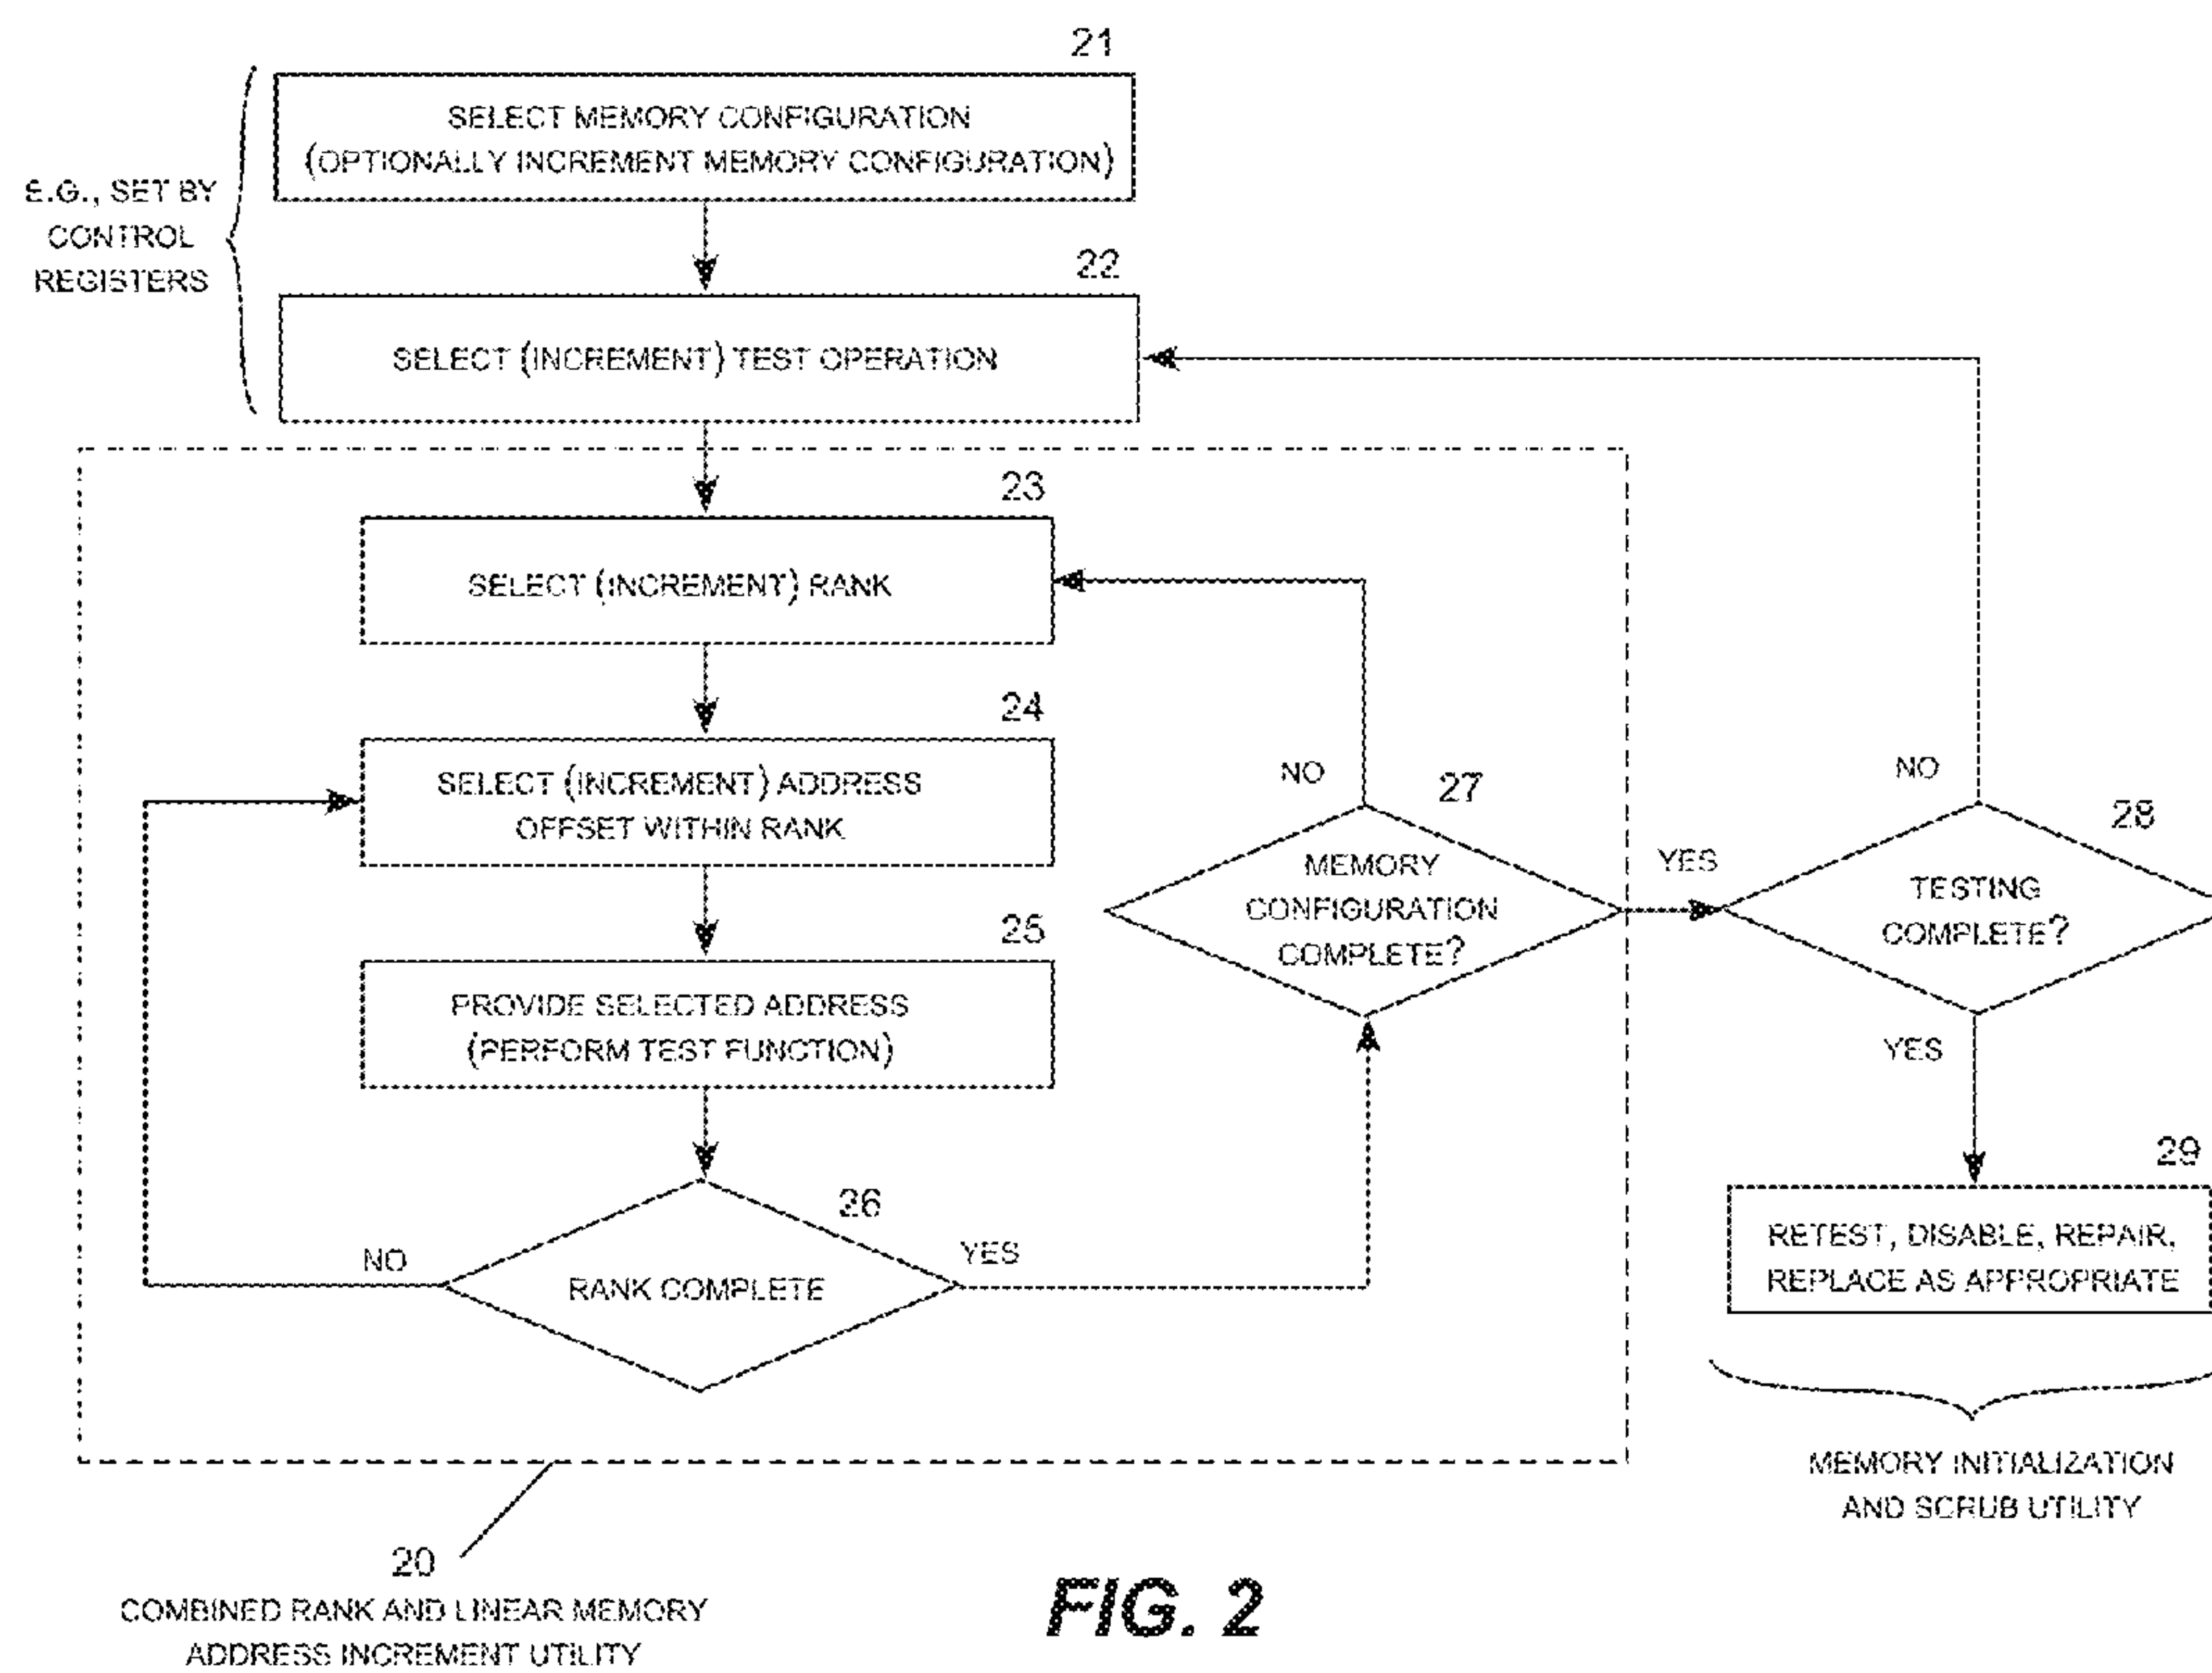 21
SELECT MEMORY CONFIGURATION
(OPTIONALLY INCREMENT MEMORY CONFIGURATION)
E.G., SET BY
CONTROL
REGISTERS
22
SELECT (INCREMENT) TEST OPERATION
23
SELECT (INCREMENT) RANK
24
SELECT (INCREMENT) ADDRESS
OFFSET WITHIN RANK
25
PROVIDE SELECTED ADDRESS
(PERFORM TEST FUNCTION)
26
RANK COMPLETE
NO
YES
27
MEMORY
CONFIGURATION
COMPLETE?
NO
YES
28
TESTING
COMPLETE?
NO
YES
29
RETEST, DISABLE, REPAIR,
REPLACE AS APPROPRIATE
MEMORY INITIALIZATION
AND SCRUB UTILITY
20
COMBINED RANK AND LINEAR MEMORY
ADDRESS INCREMENT UTILITY
FIG. 2